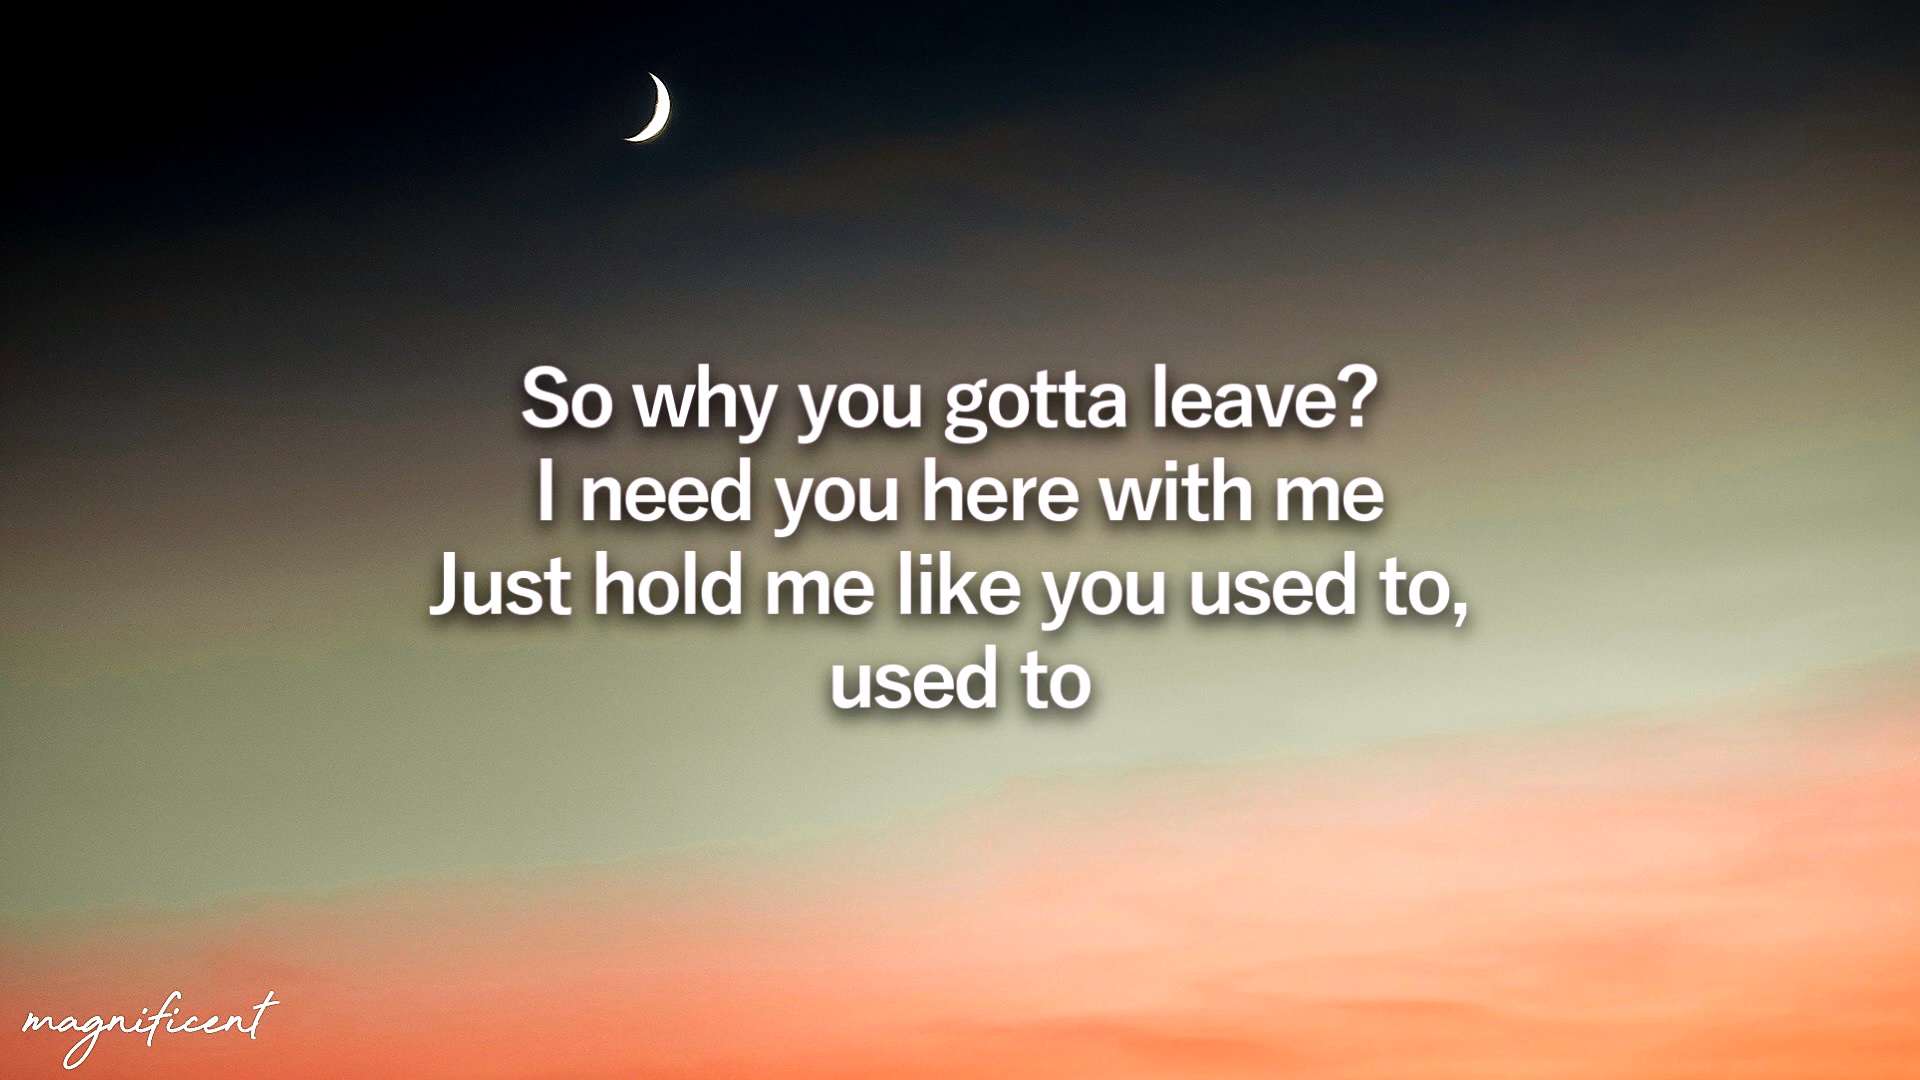 So why you gotta leave?
I need you here with me
Just hold me like you used to,
used to
magnificent